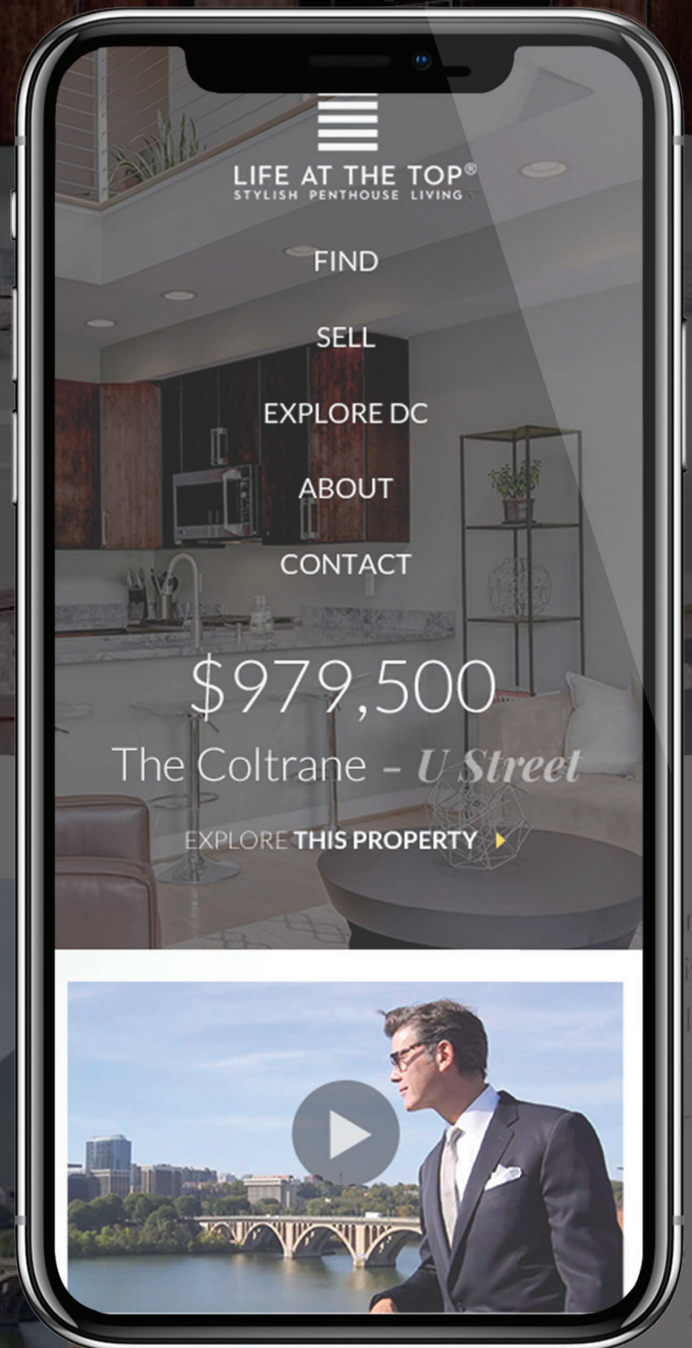 LIFE AT THE TOP®
STYLISH PENTHOUSE LIVING
FIND
SELL
EXPLORE DC
ABOUT
CONTACT
$979,500
The Coltrane - U Street
EXPLORE THIS PROPERTY